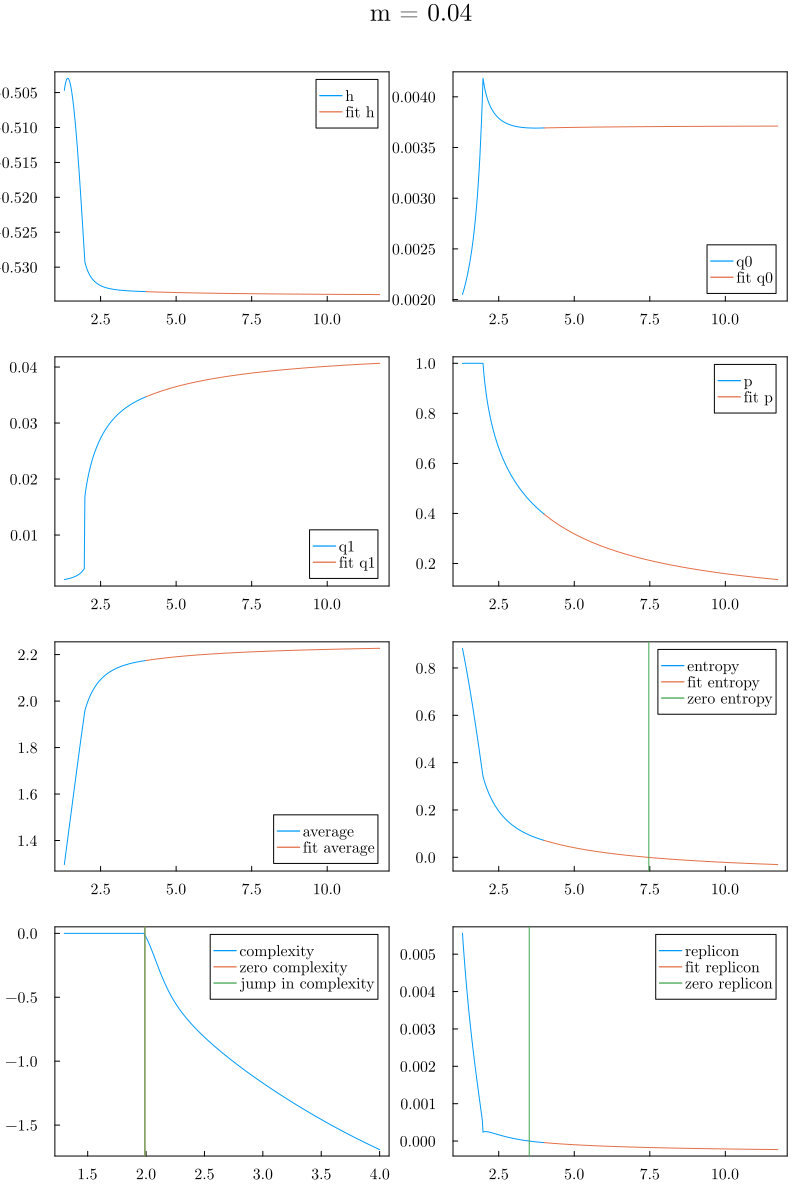 m = 0.04
0.505
0.510
0.515
0.520
0.525
0.530
2.5 5.0 7.5 10.0
h
fit h
0.0040
0.0035
0.0030
0.0025
0.0020
2.5 5.0 7.5 10.0
q0
fit q0
0.04
0.03
0.02
0.01
2.5 5.0 7.5 10.0
q1
fit q1
1.0
0.8
0.6
0.4
0.2
2.5 5.0 7.5 10.0
p
fit p
2.2
2.0
1.8
1.6
1.4
2.5 5.0 7.5 10.0
average
fit average
0.8
0.6
0.4
0.2
0.0
2.5 5.0 7.5 10.0
entropy
fit entropy
zero entropy
0.0
−0.5
−1.0
−1.5
1.5 2.0 2.5 3.0 3.5 4.0
complexity
zero complexity
jump in complexity
0.005
0.004
0.003
0.002
0.001
0.000
2.5 5.0 7.5 10.0
replicon
fit replicon
zero replicon